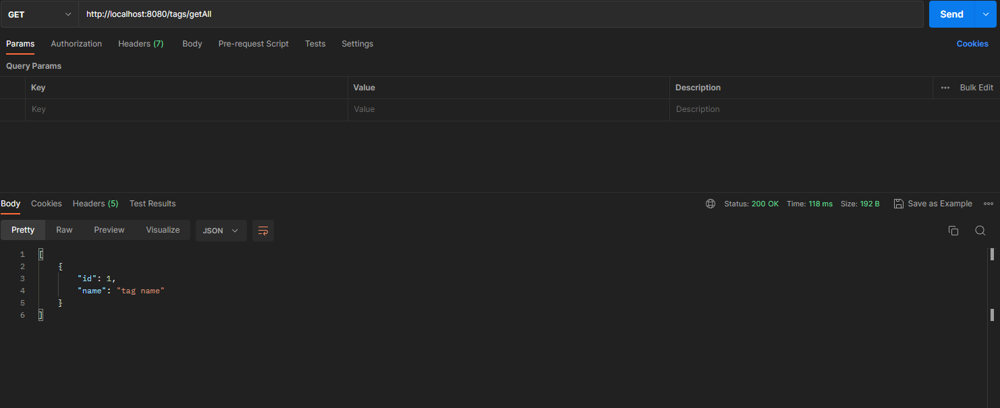 GET http://localhost:8080/tags/getAll Send
Params Authorization Headers (7) Body Pre-request Script Tests Settings Cookies
Query Params
Key Value Description Bulk Edit
Key Value Description
Body Cookies Headers (5) Test Results Status: 200 OK Time: 118 ms Size: 192 B Save as Example
Pretty Raw Preview Visualize JSON
1 [
2 {
3 "id": 1,
4 "name": "tag name"
5 }
6 ]